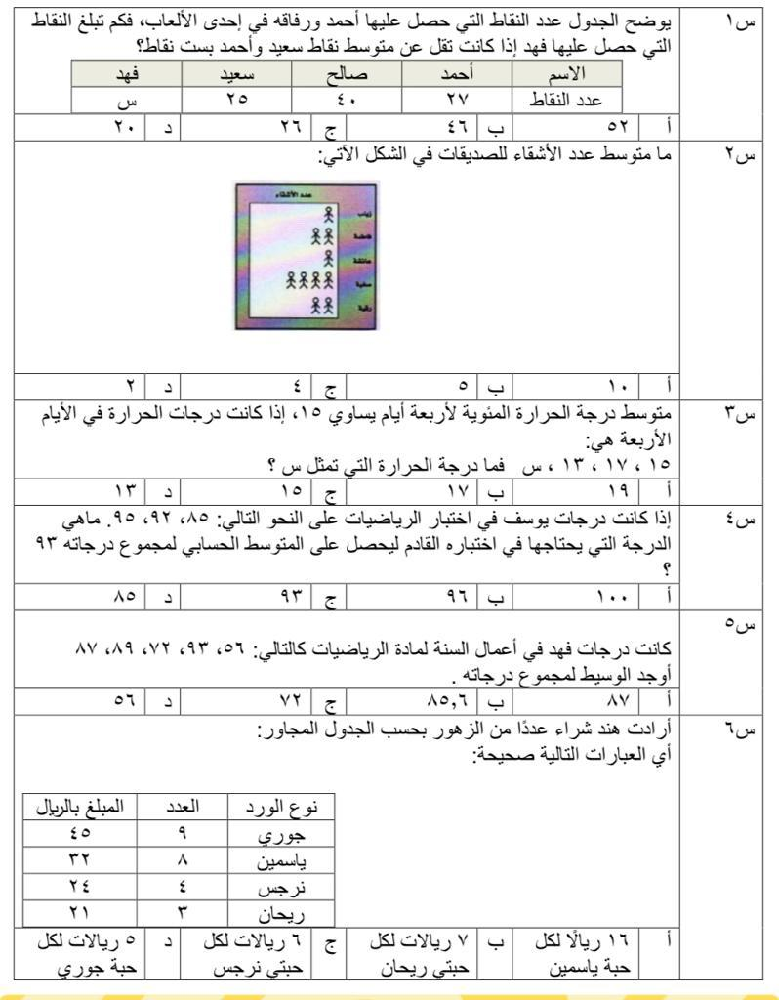 س١
يوضح الجدول عدد النقاط التي حصل عليها أحمد ورفاقه في إحدى الألعاب، فكم تبلغ النقاط
التي حصل عليها فهد إذا كانت تقل عن متوسط نقاط سعيد وأحمد بست نقاط؟
الاسم أحمد صالح سعيد فهد
عدد النقاط ٢٧ ٤٠ ٢٥ س
أ ٥٢ ب ٤٦ ج ٢٦ د ٢٠
س٢
ما متوسط عدد الأشقاء للصديقات في الشكل الآتي:
عدد الأشقاء
زينب
فاطمة
عائشة
صفية
رقية
أ ١٠ ب ٥ ج ٤ د ٢
س٣
متوسط درجة الحرارة المئوية لأربعة أيام يساوي ١٥، إذا كانت درجات الحرارة في الأيام
الأربعة هي:
١٥ ، ١٧ ، ١٣ ، س فما درجة الحرارة التي تمثل س ؟
أ ١٩ ب ١٧ ج ١٥ د ١٣
س٤
إذا كانت درجات يوسف في اختبار الرياضيات على النحو التالي: ٨٥، ٩٢، ٩٥. ماهي
الدرجة التي يحتاجها في اختباره القادم ليحصل على المتوسط الحسابي لمجموع درجاته ٩٣
؟
أ ١٠٠ ب ٩٦ ج ٩٣ د ٨٥
س٥
كانت درجات فهد في أعمال السنة لمادة الرياضيات كالتالي: ٥٦، ٩٣، ٧٢، ٨٩، ٨٧
أوجد الوسيط لمجموع درجاته .
أ ٨٧ ب ٨٥,٦ ج ٧٢ د ٥٦
س٦
أرادت هند شراء عددًا من الزهور بحسب الجدول المجاور:
أي العبارات التالية صحيحة:
نوع الورد العدد المبلغ بالريال
جوري ٩ ٤٥
ياسمين ٨ ٣٢
نرجس ٤ ٢٤
ريحان ٣ ٢١
أ ١٦ ريالًا لكل حبة ياسمين ب ٧ ريالات لكل حبتي ريحان ج ٦ ريالات لكل حبتي نرجس د ٥ ريالات لكل حبة جوري